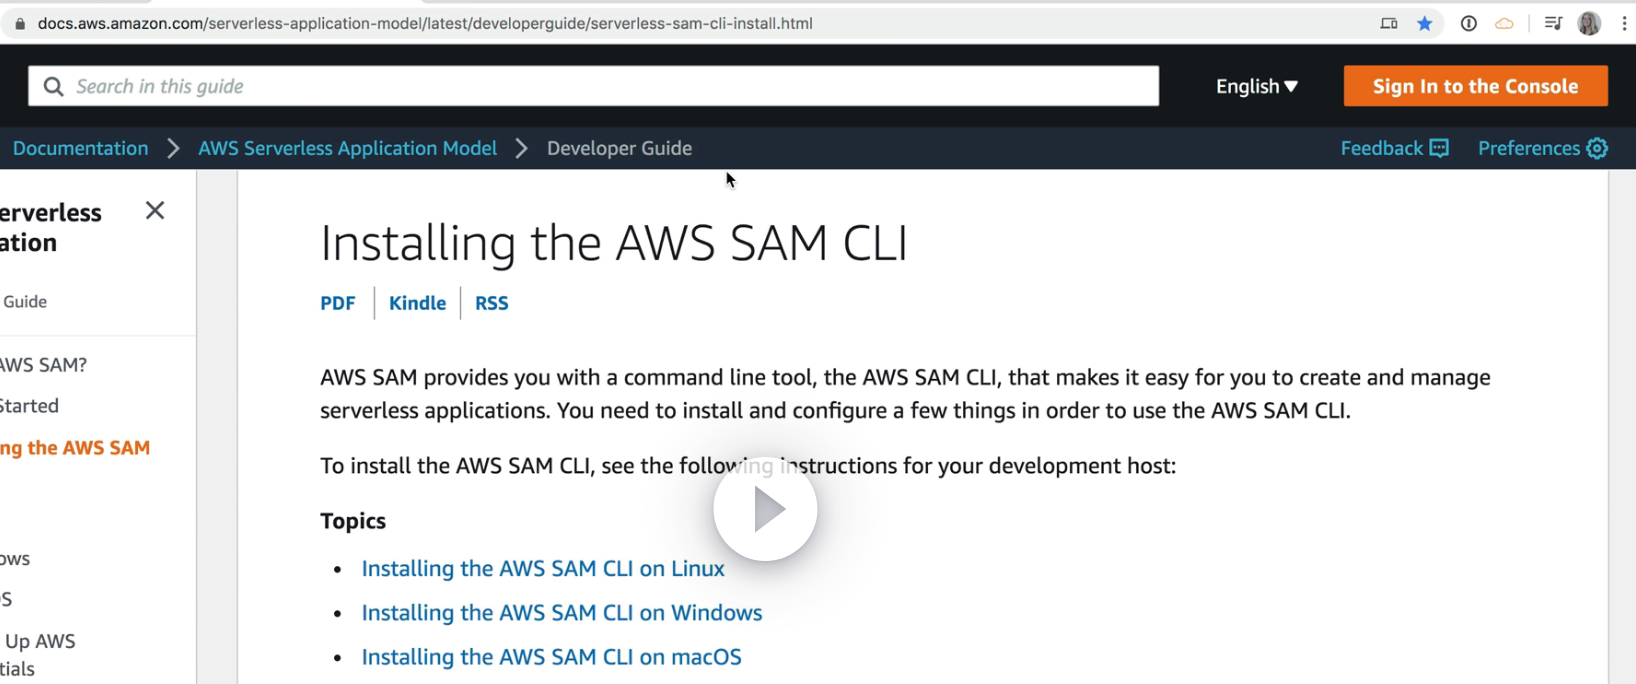 docs.aws.amazon.com/serverless-application-model/latest/developerguide/serverless-sam-cli-install.html
Search in this guide
English
Sign In to the Console
Documentation
AWS Serverless Application Model
Developer Guide
Feedback
Preferences
erverless
ation
Guide
AWS SAM?
Started
ng the AWS SAM
ows
OS
Up AWS
tials
Installing the AWS SAM CLI
PDF
Kindle
RSS
AWS SAM provides you with a command line tool, the AWS SAM CLI, that makes it easy for you to create and manage
serverless applications. You need to install and configure a few things in order to use the AWS SAM CLI.
To install the AWS SAM CLI, see the following instructions for your development host:
Topics
• Installing the AWS SAM CLI on Linux
• Installing the AWS SAM CLI on Windows
• Installing the AWS SAM CLI on macOS